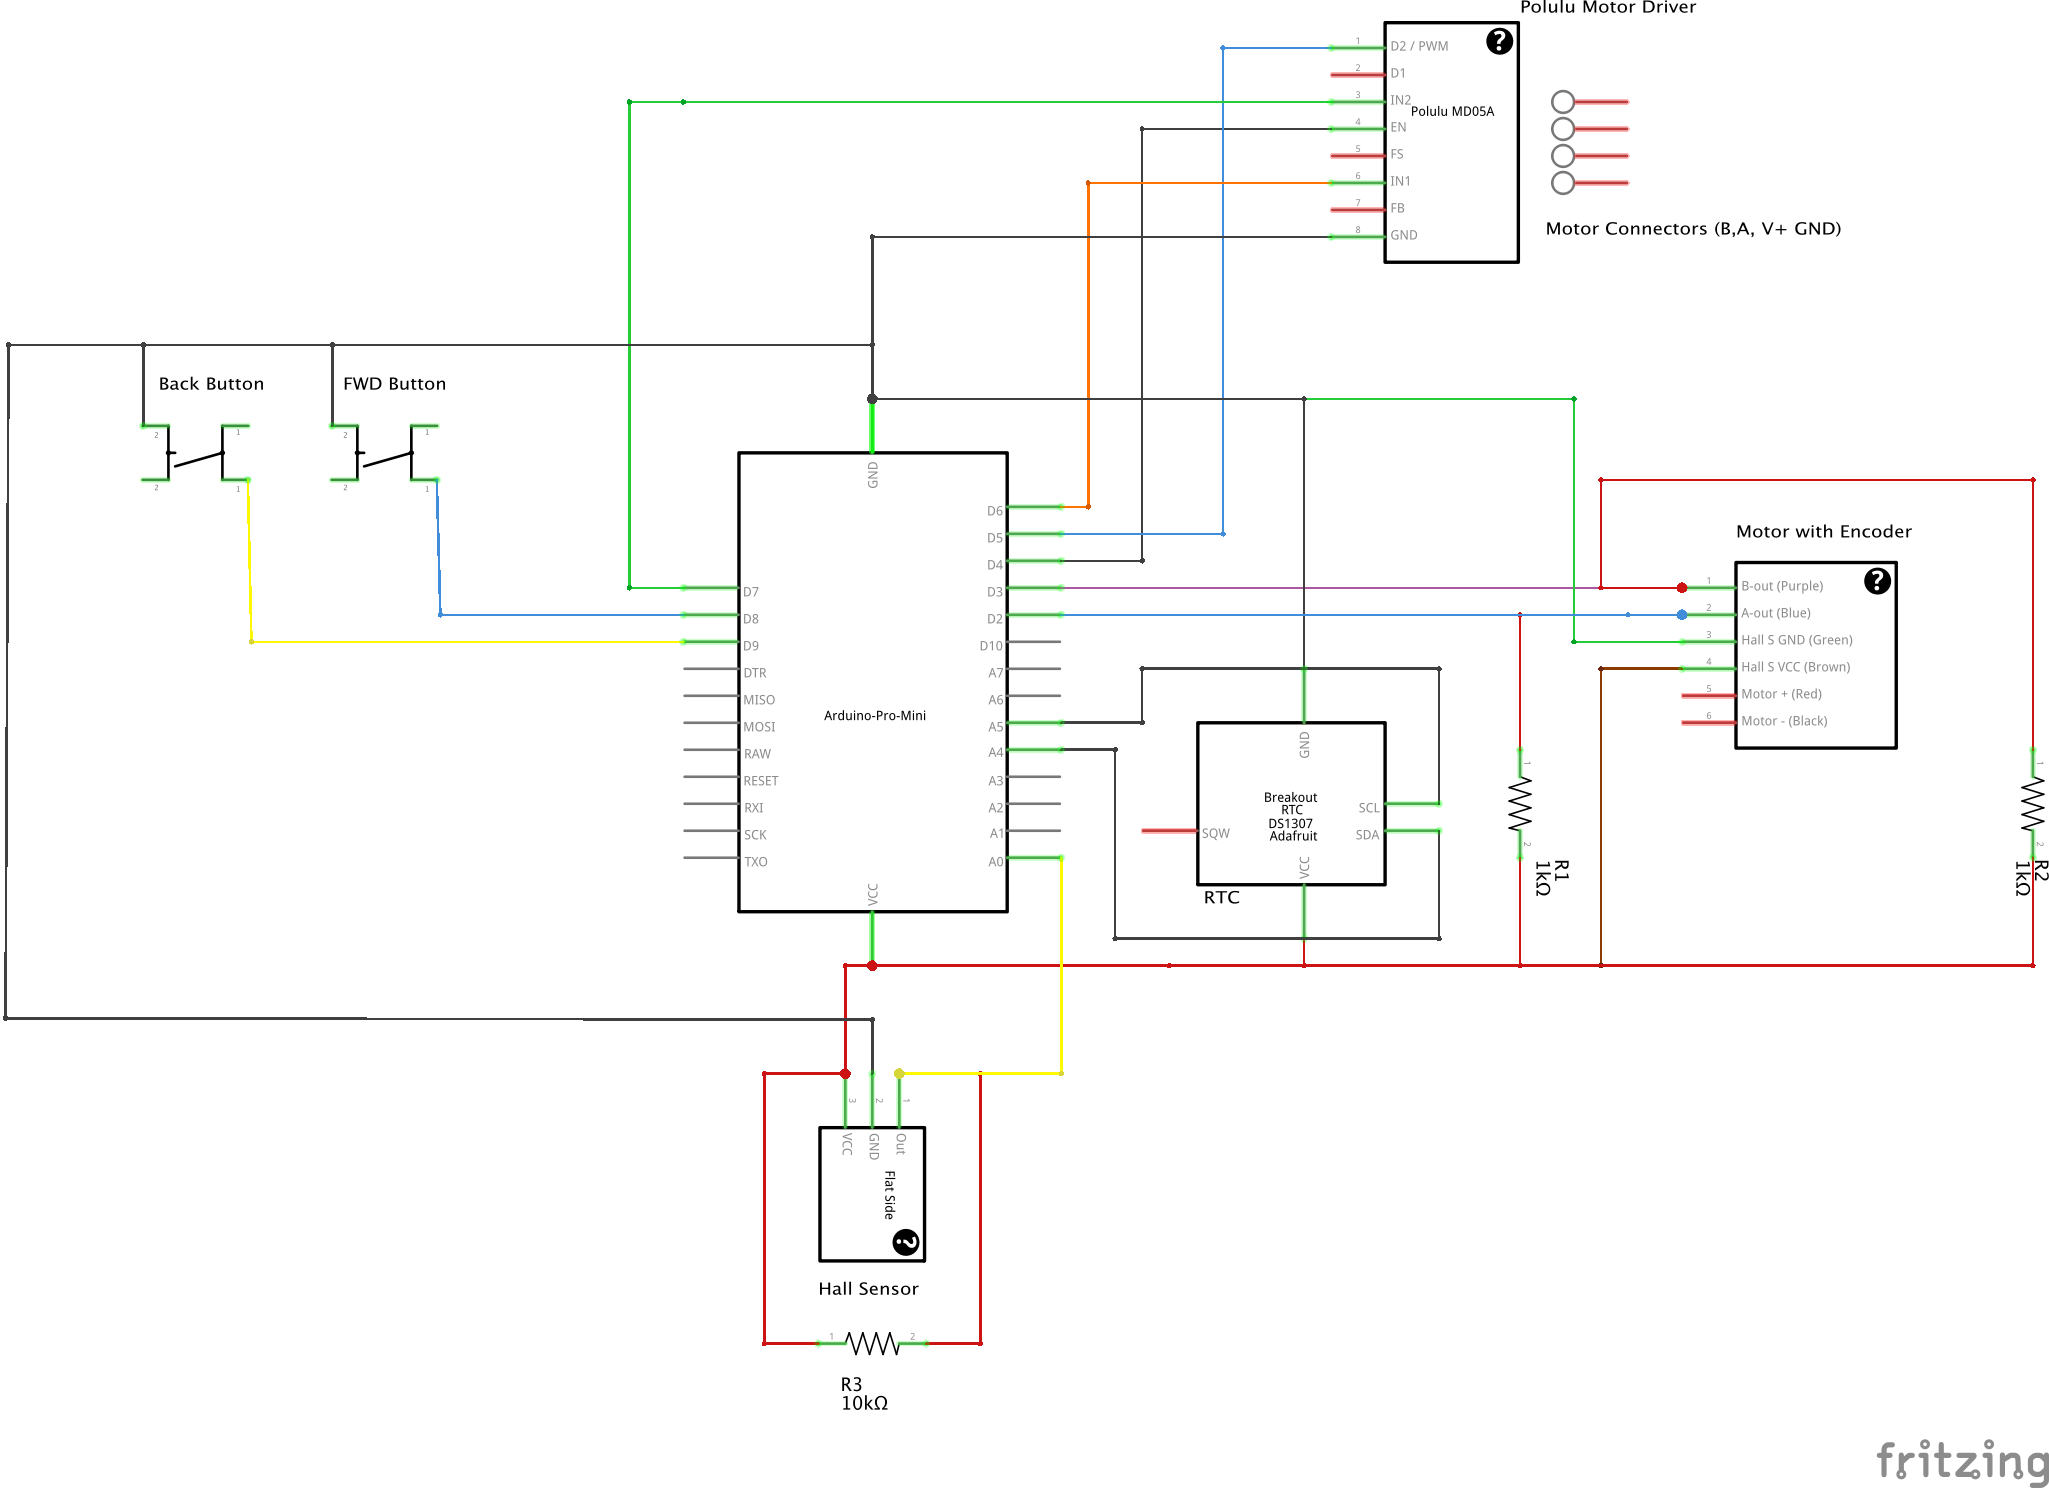 Polulu Motor Driver
1 D2 / PWM
2 D1
3 IN2
Polulu MD05A
4 EN
5 FS
6 IN1
7 FB
8 GND
?
Motor Connectors (B,A, V+ GND)
Back Button
2 1
2 1
FWD Button
2 1
2 1
GND
D6
D5
D4
D3
D2
D10
A7
A6
A5
A4
A3
A2
A1
A0
D7
D8
D9
DTR
MISO
MOSI
RAW
RESET
RXI
SCK
TXO
Arduino-Pro-Mini
VCC
Motor with Encoder
?
1 B-out (Purple)
2 A-out (Blue)
3 Hall S GND (Green)
4 Hall S VCC (Brown)
5 Motor + (Red)
6 Motor - (Black)
GND
Breakout
RTC
DS1307
Adafruit
SCL
SDA
SQW
VCC
RTC
1
2
R1
1kΩ
1
2
R2
1kΩ
3 2 1
VCC GND Out
Flat Side
?
Hall Sensor
1 2
R3
10kΩ
fritzing